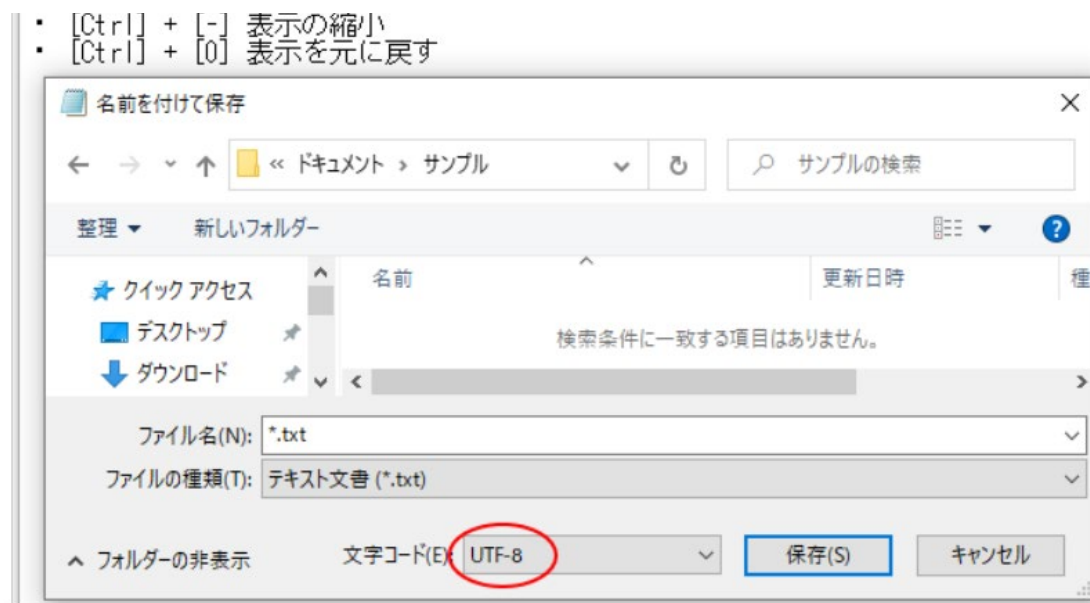 ・ [Ctrl] + [-] 表示の縮小
・ [Ctrl] + [0] 表示を元に戻す
名前を付けて保存
« ドキュメント › サンプル
サンプルの検索
整理
新しいフォルダー
クイック アクセス
デスクトップ
ダウンロード
名前
更新日時
種
検索条件に一致する項目はありません。
ファイル名(N): *.txt
ファイルの種類(T): テキスト文書 (*.txt)
フォルダーの非表示
文字コード(E): UTF-8
保存(S)
キャンセル